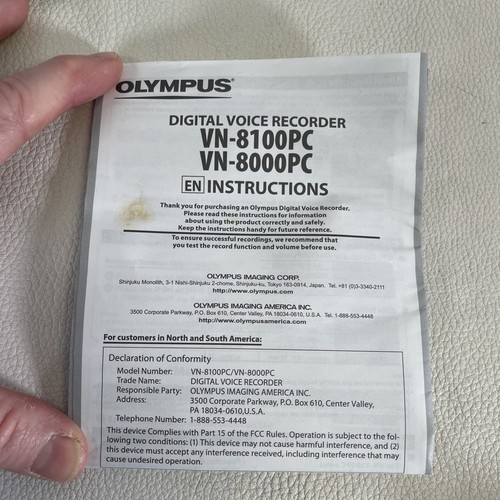 OLYMPUS®
DIGITAL VOICE RECORDER
VN-8100PC
VN-8000PC
EN INSTRUCTIONS
Thank you for purchasing an Olympus Digital Voice Recorder.
Please read these instructions for information
about using the product correctly and safely.
Keep the instructions handy for future reference.
To ensure successful recordings, we recommend that
you test the record function and volume before use.
OLYMPUS IMAGING CORP.
Shinjuku Monolith, 3-1 Nishi-Shinjuku 2-chome, Shinjuku-ku, Tokyo 163-0914, Japan. Tel. +81 (0)3-3340-2111
http://www.olympus.com
OLYMPUS IMAGING AMERICA INC.
3500 Corporate Parkway, P.O. Box 610, Center Valley, PA 18034-0610, U.S.A. Tel. 1-888-553-4448
http://www.olympusamerica.com
For customers in North and South America:
Declaration of Conformity
Model Number: VN-8100PC/VN-8000PC
Trade Name: DIGITAL VOICE RECORDER
Responsible Party: OLYMPUS IMAGING AMERICA INC.
Address: 3500 Corporate Parkway, P.O. Box 610, Center Valley,
PA 18034-0610,U.S.A.
Telephone Number: 1-888-553-4448
This device Complies with Part 15 of the FCC Rules. Operation is subject to the fol-
lowing two conditions: (1) This device may not cause harmful interference, and (2)
this device must accept any interference received, including interference that may
cause undesired operation.